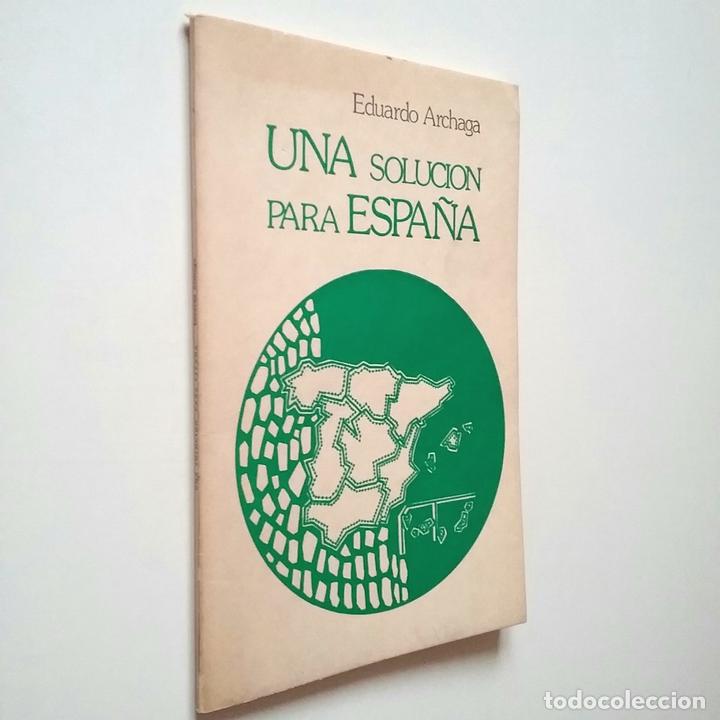 Eduardo Archaga
UNA SOLUCION
PARA ESPAÑA
todocoleccion